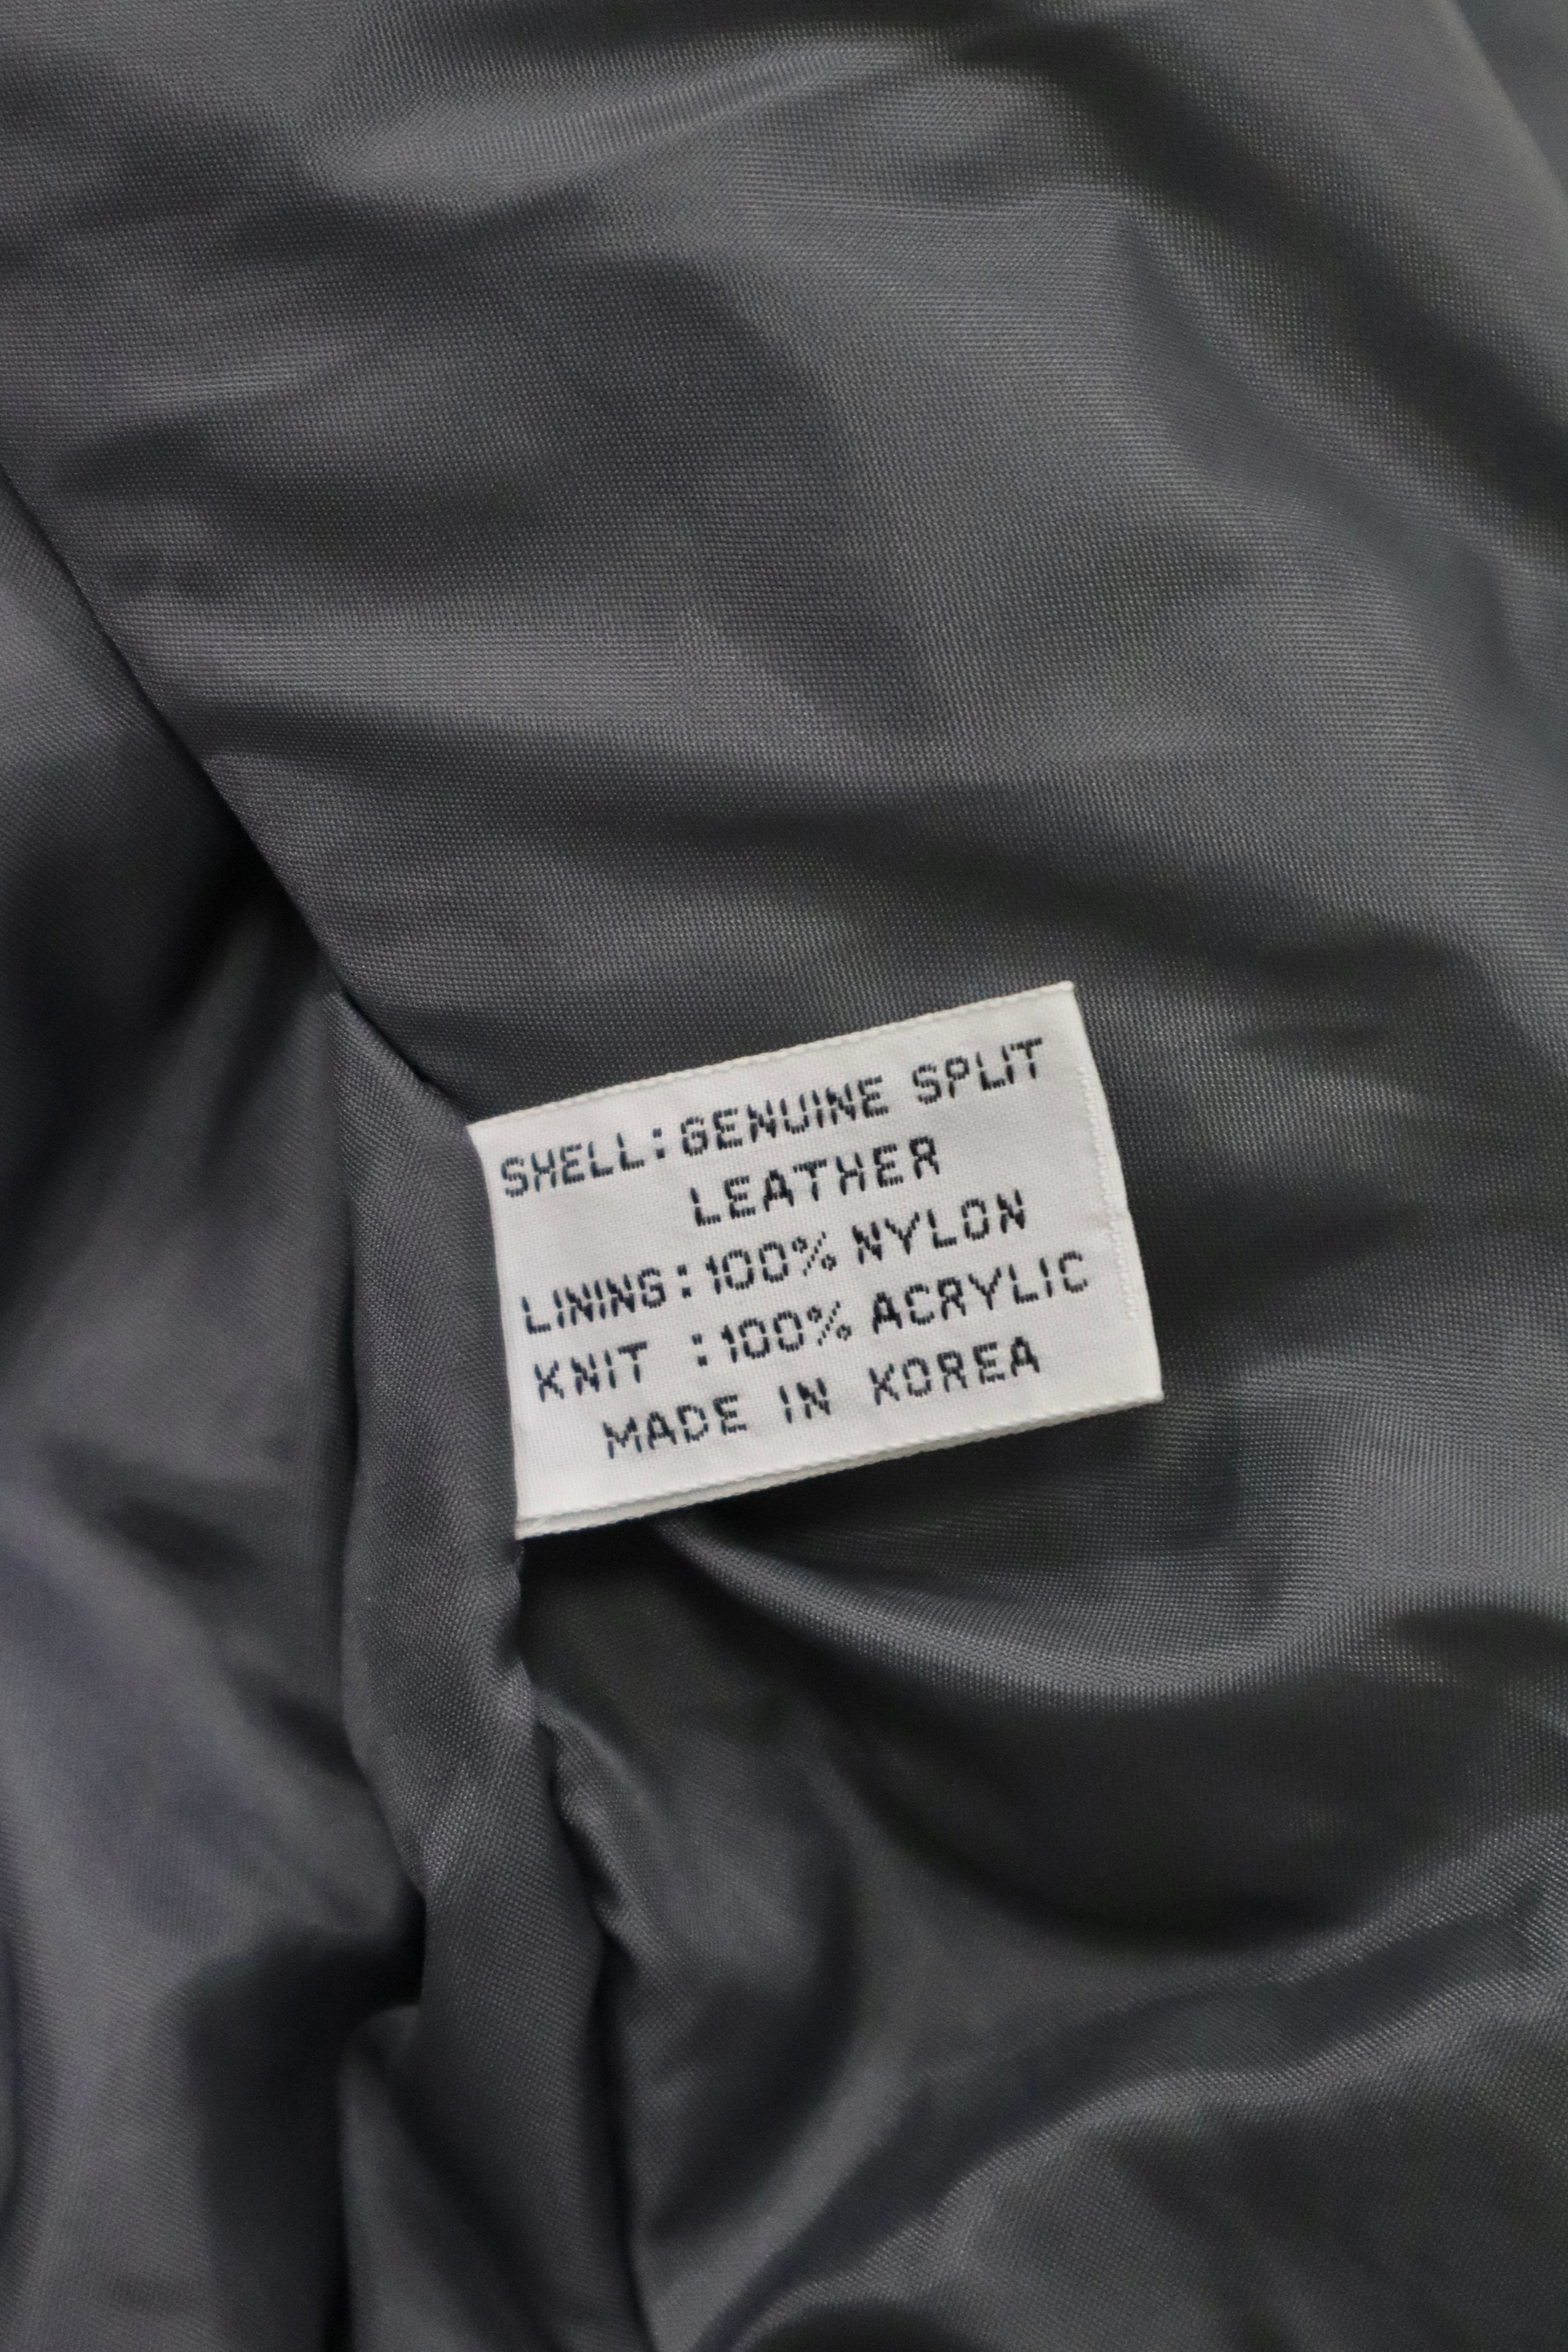 SHELL: GENUINE SPLIT
LEATHER
LINING: 100% NYLON
KNIT : 100% ACRYLIC
MADE IN KOREA